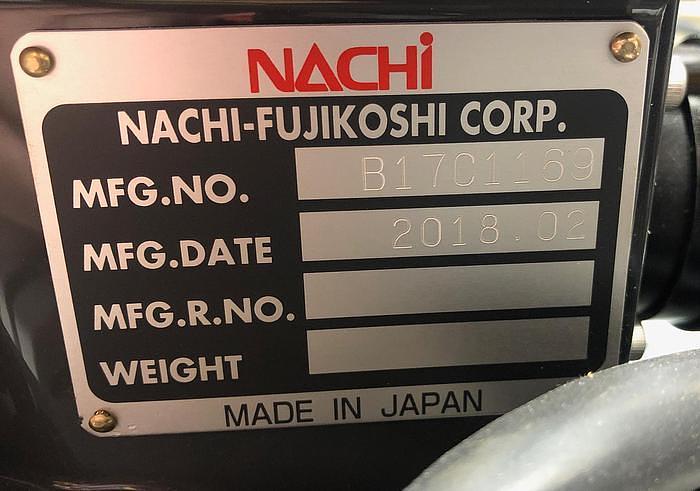 NACHi
NACHI-FUJIKOSHI CORP.
MFG.NO. B17C1169
MFG.DATE 2018.02
MFG.R.NO.
WEIGHT
MADE IN JAPAN